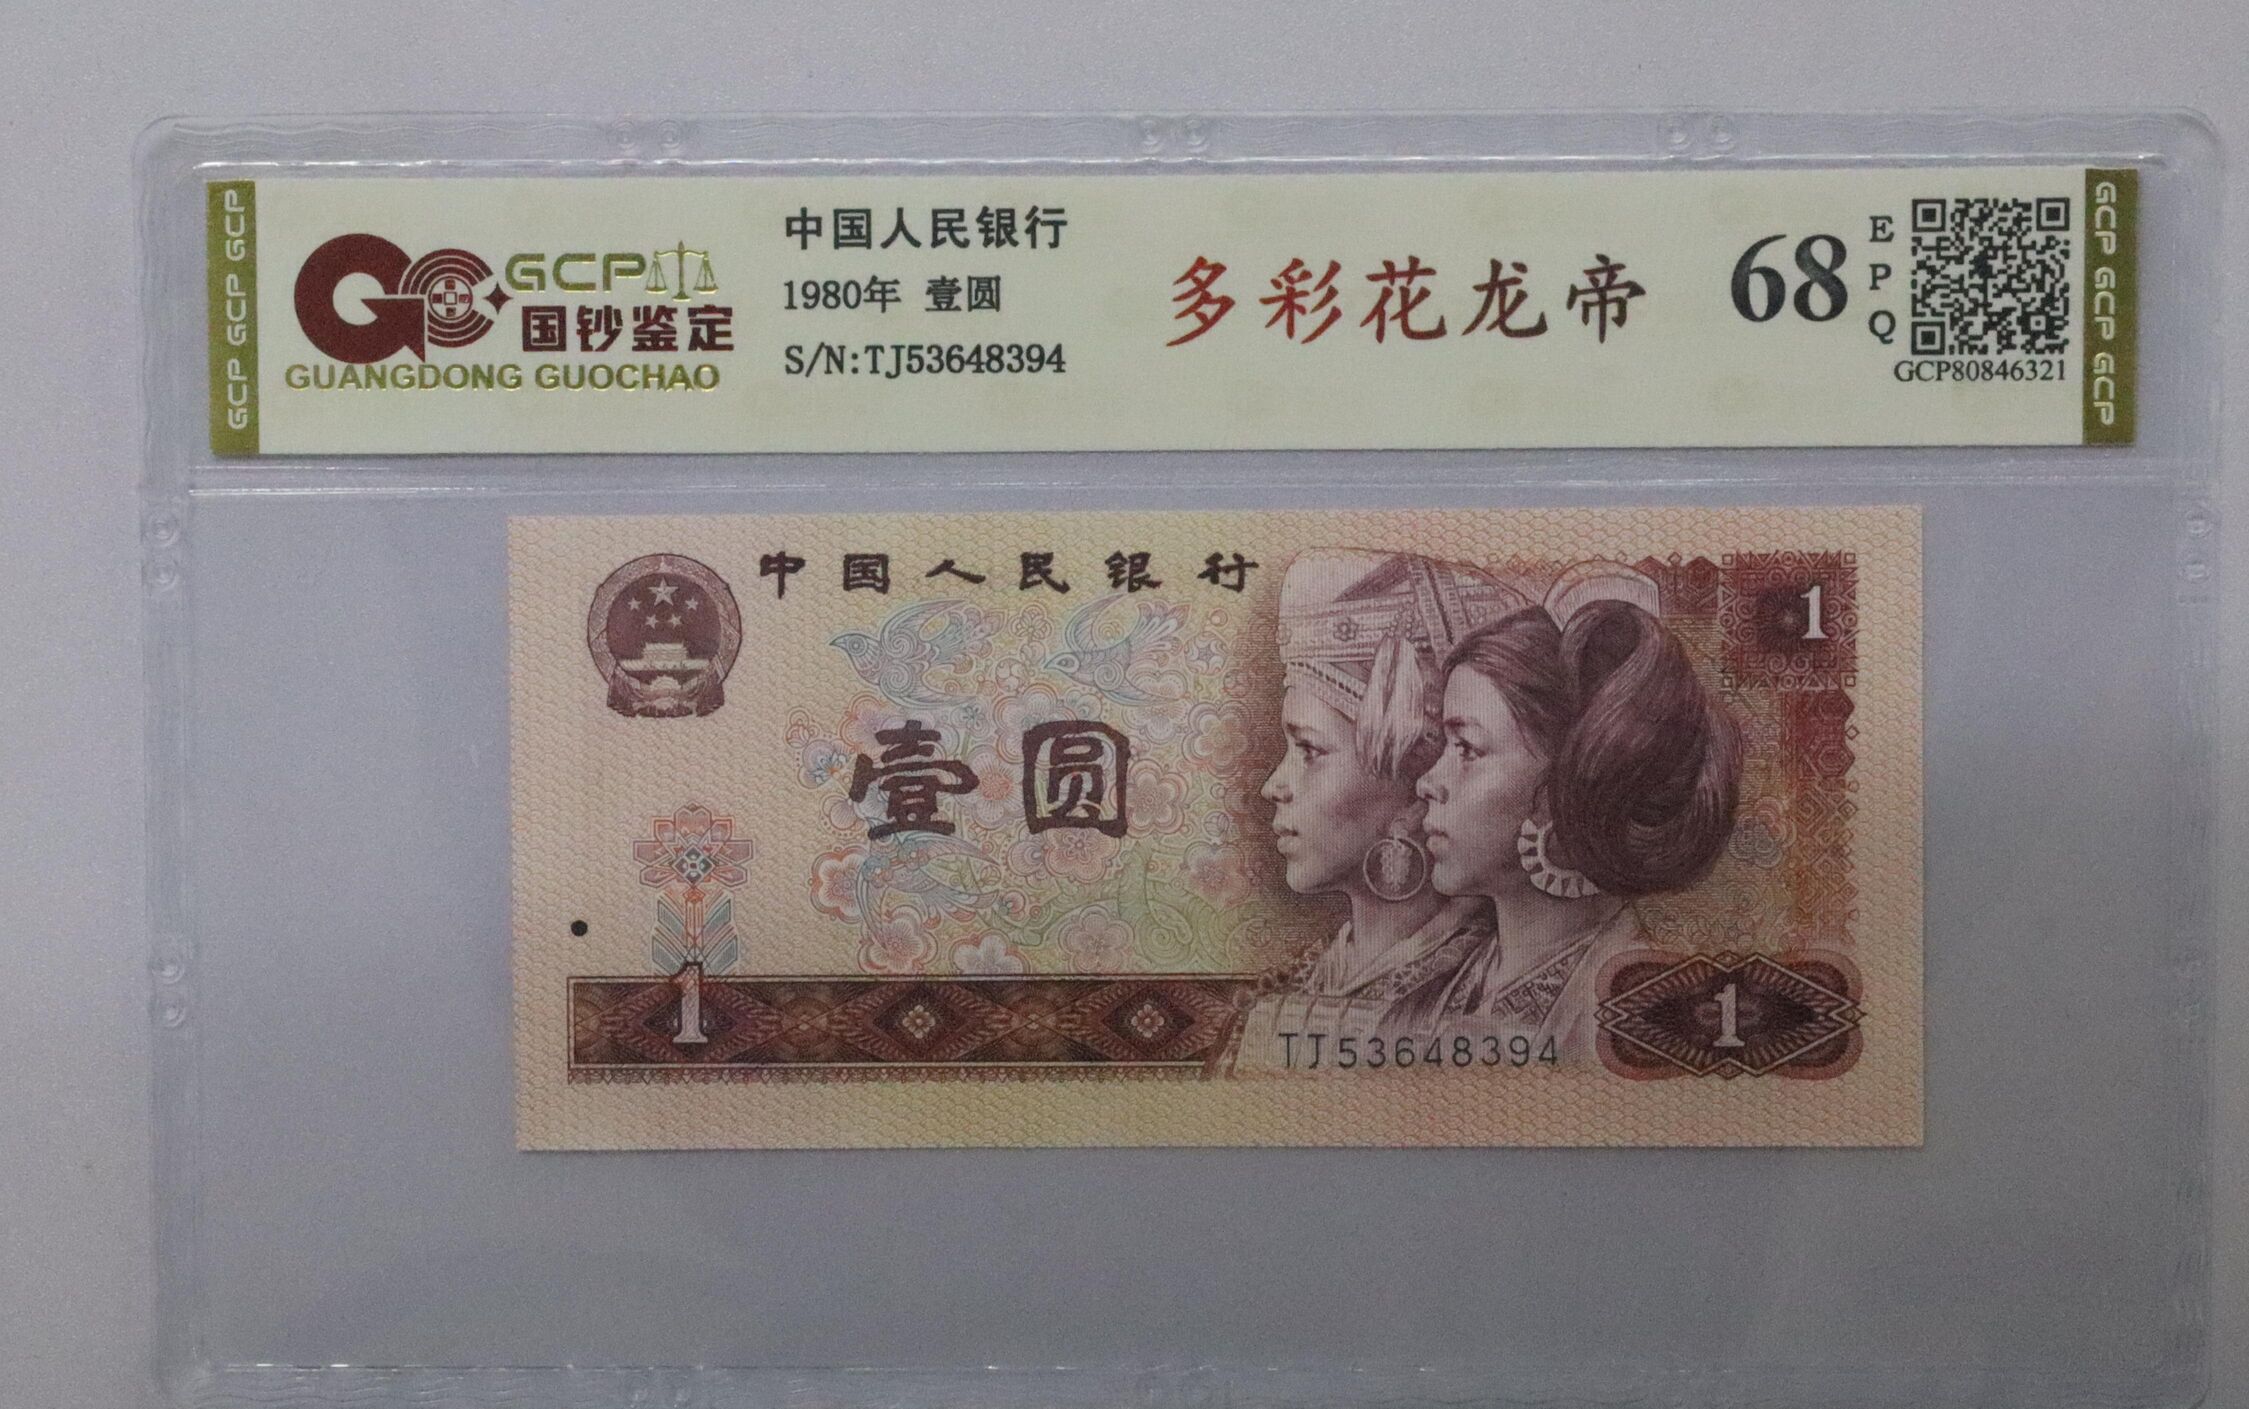 GCP GCP GCP
GCP
国钞鉴定
GUANGDONG GUOCHAO
中国人民银行
1980年 壹圆
S/N:TJ53648394
多彩花龙帝
68
EPQ
GCP80846321
GCP GCP GCP
中国人民银行
1
壹圆
1
1
TJ53648394